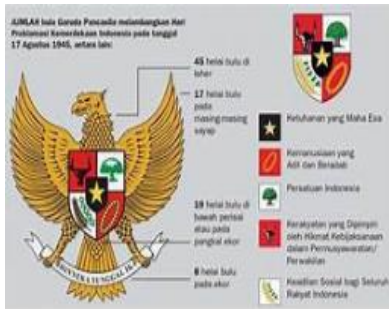 JUMLAH bulu Garuda Pancasila melambangkan Hari
Proklamasi Kemerdekaan Indonesia pada tanggal
17 Agustus 1945, antara lain:
45 helai bulu di
leher
17 helai bulu
pada
masing-masing
sayap
19 helai bulu di
bawah perisai
atau pada
pangkal ekor
8 helai bulu
pada ekor
BHINNEKA TUNGGAL IKA
Ketuhanan yang Maha Esa
Kemanusiaan yang
Adil dan Beradab
Persatuan Indonesia
Kerakyatan yang Dipimpin
oleh Hikmat Kebijaksanaan
dalam Permusyawaratan/
Perwakilan
Keadilan Sosial bagi Seluruh
Rakyat Indonesia